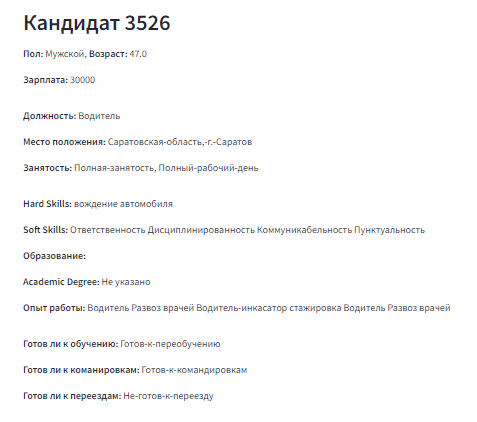 Кандидат 3526
Пол: Мужской, Возраст: 47.0
Зарплата: 30000
Должность: Водитель
Место положения: Саратовская-область,-г.-Саратов
Занятость: Полная-занятость, Полный-рабочий-день
Hard Skills: вождение автомобиля
Soft Skills: Ответственность Дисциплинированность Коммуникабельность Пунктуальность
Образование:
Academic Degree: Не указано
Опыт работы: Водитель Развоз врачей Водитель-инкасатор стажировка Водитель Развоз врачей
Готов ли к обучению: Готов-к-переобучению
Готов ли к команировкам: Готов-к-командировкам
Готов ли к переездам: Не-готов-к-переезду